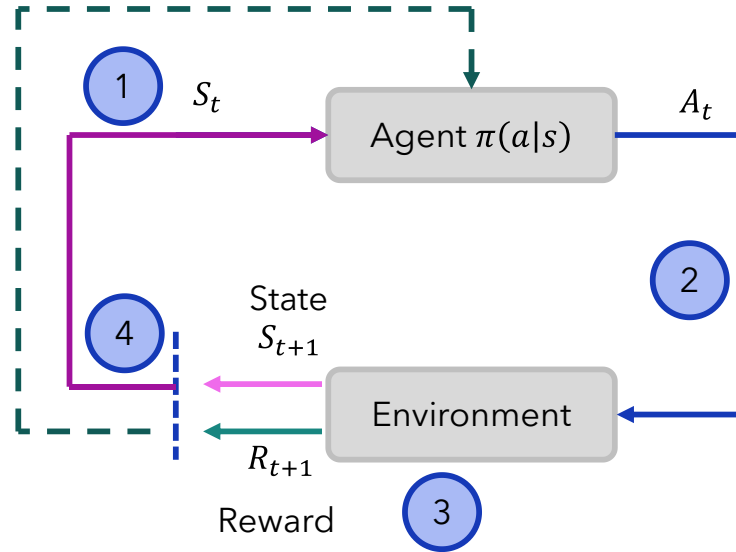 1
S_t
Agent π(a|s)
A_t
2
State
S_{t+1}
4
Environment
R_{t+1}
Reward
3